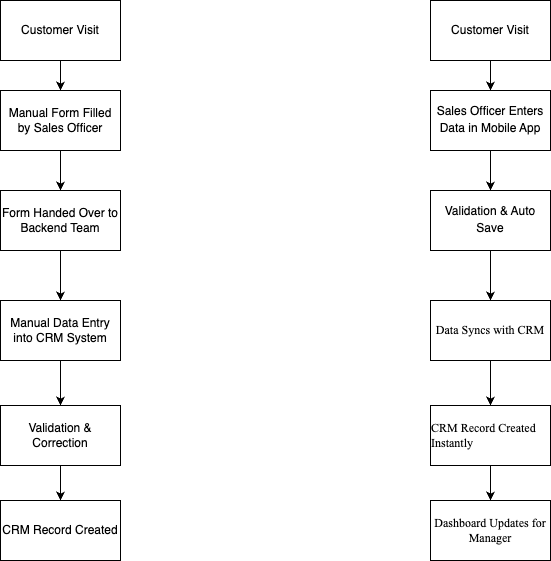 Customer Visit
Manual Form Filled
by Sales Officer
Form Handed Over to
Backend Team
Manual Data Entry
into CRM System
Validation &
Correction
CRM Record Created
Customer Visit
Sales Officer Enters
Data in Mobile App
Validation & Auto
Save
Data Syncs with CRM
CRM Record Created
Instantly
Dashboard Updates for
Manager